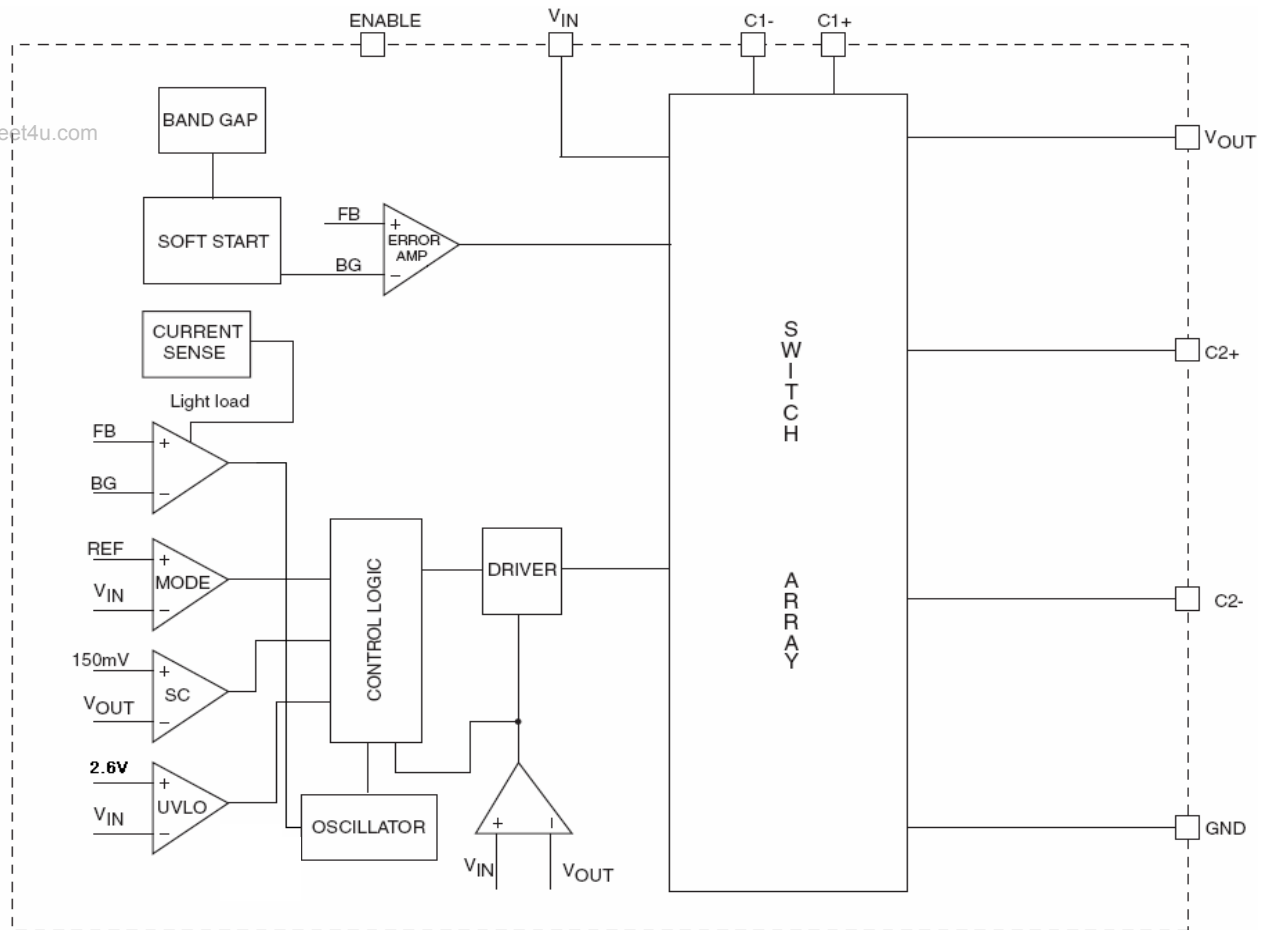 ENABLE
VIN
C1-
C1+
BAND GAP
eet4u.com
VOUT
SOFT START
FB
+
ERROR
AMP
BG
−
CURRENT
SENSE
Light load
SWITCH
ARRAY
C2+
FB
+
BG
−
REF
+
MODE
VIN
−
CONTROL LOGIC
DRIVER
C2-
150mV
+
SC
VOUT
−
2.6V
+
UVLO
VIN
−
OSCILLATOR
+
−
VIN
VOUT
GND